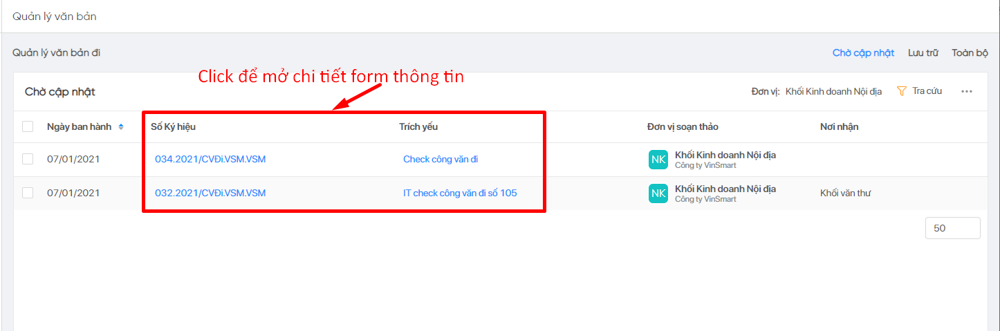 Quản lý văn bản
Quản lý văn bản đi
Chờ cập nhật Lưu trữ Toàn bộ
Click để mở chi tiết form thông tin
Chờ cập nhật
Đơn vị: Khối Kinh doanh Nội địa Tra cứu
Ngày ban hành Số Ký hiệu Trích yếu Đơn vị soạn thảo Nơi nhận
07/01/2021 034.2021/CVĐi.VSM.VSM Check công văn đi NK Khối Kinh doanh Nội địa
Công ty VinSmart
07/01/2021 032.2021/CVĐi.VSM.VSM IT check công văn đi số 105 NK Khối Kinh doanh Nội địa Khối văn thư
Công ty VinSmart
50